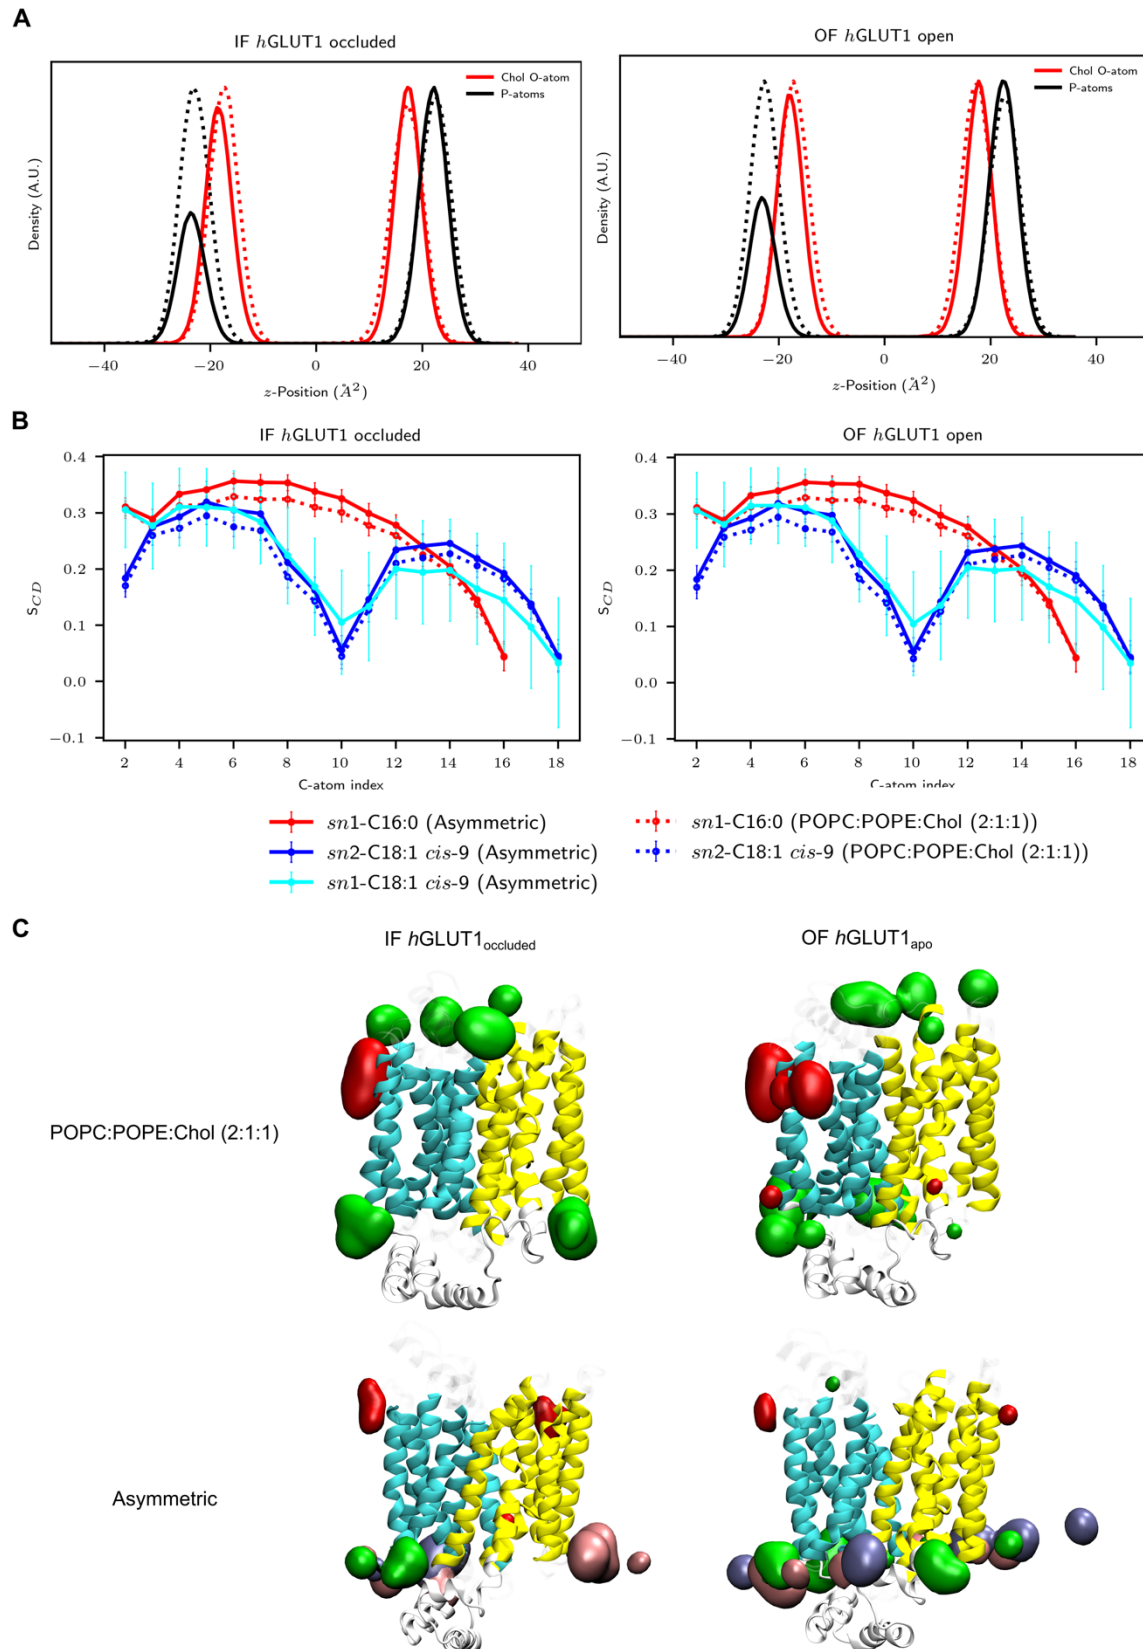 A
IF hGLUT1 occluded
OF hGLUT1 open
Chol O-atom
P-atoms
Chol O-atom
P-atoms
Density (A.U.)
Density (A.U.)
−40 −20 0 20 40
−40 −20 0 20 40
z-Position (Å²)
z-Position (Å²)
B
IF hGLUT1 occluded
OF hGLUT1 open
0.4
0.3
0.2
0.1
0.0
−0.1
S_CD
0.4
0.3
0.2
0.1
0.0
−0.1
2 4 6 8 10 12 14 16 18
2 4 6 8 10 12 14 16 18
C-atom index
C-atom index
sn1-C16:0 (Asymmetric)
sn1-C16:0 (POPC:POPE:Chol (2:1:1))
sn2-C18:1 cis-9 (Asymmetric)
sn2-C18:1 cis-9 (POPC:POPE:Chol (2:1:1))
sn1-C18:1 cis-9 (Asymmetric)
C
IF hGLUT1occluded
OF hGLUT1apo
POPC:POPE:Chol (2:1:1)
Asymmetric